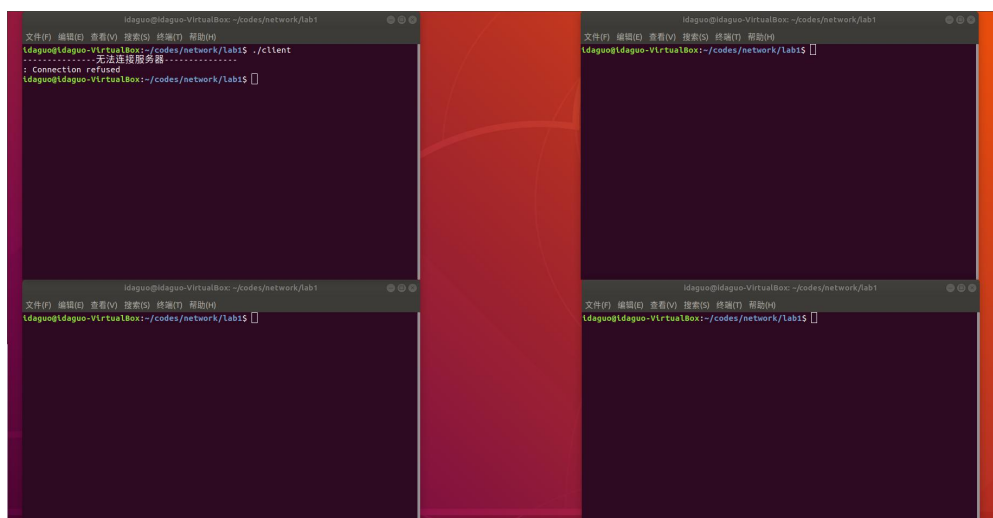 idaguo@idaguo-VirtualBox: ~/codes/network/lab1
文件(F) 编辑(E) 查看(V) 搜索(S) 终端(T) 帮助(H)
idaguo@idaguo-VirtualBox:~/codes/network/lab1$ ./client
---------------无法连接服务器---------------
: Connection refused
idaguo@idaguo-VirtualBox:~/codes/network/lab1$
idaguo@idaguo-VirtualBox: ~/codes/network/lab1
文件(F) 编辑(E) 查看(V) 搜索(S) 终端(T) 帮助(H)
idaguo@idaguo-VirtualBox:~/codes/network/lab1$
idaguo@idaguo-VirtualBox: ~/codes/network/lab1
文件(F) 编辑(E) 查看(V) 搜索(S) 终端(T) 帮助(H)
idaguo@idaguo-VirtualBox:~/codes/network/lab1$
idaguo@idaguo-VirtualBox: ~/codes/network/lab1
文件(F) 编辑(E) 查看(V) 搜索(S) 终端(T) 帮助(H)
idaguo@idaguo-VirtualBox:~/codes/network/lab1$